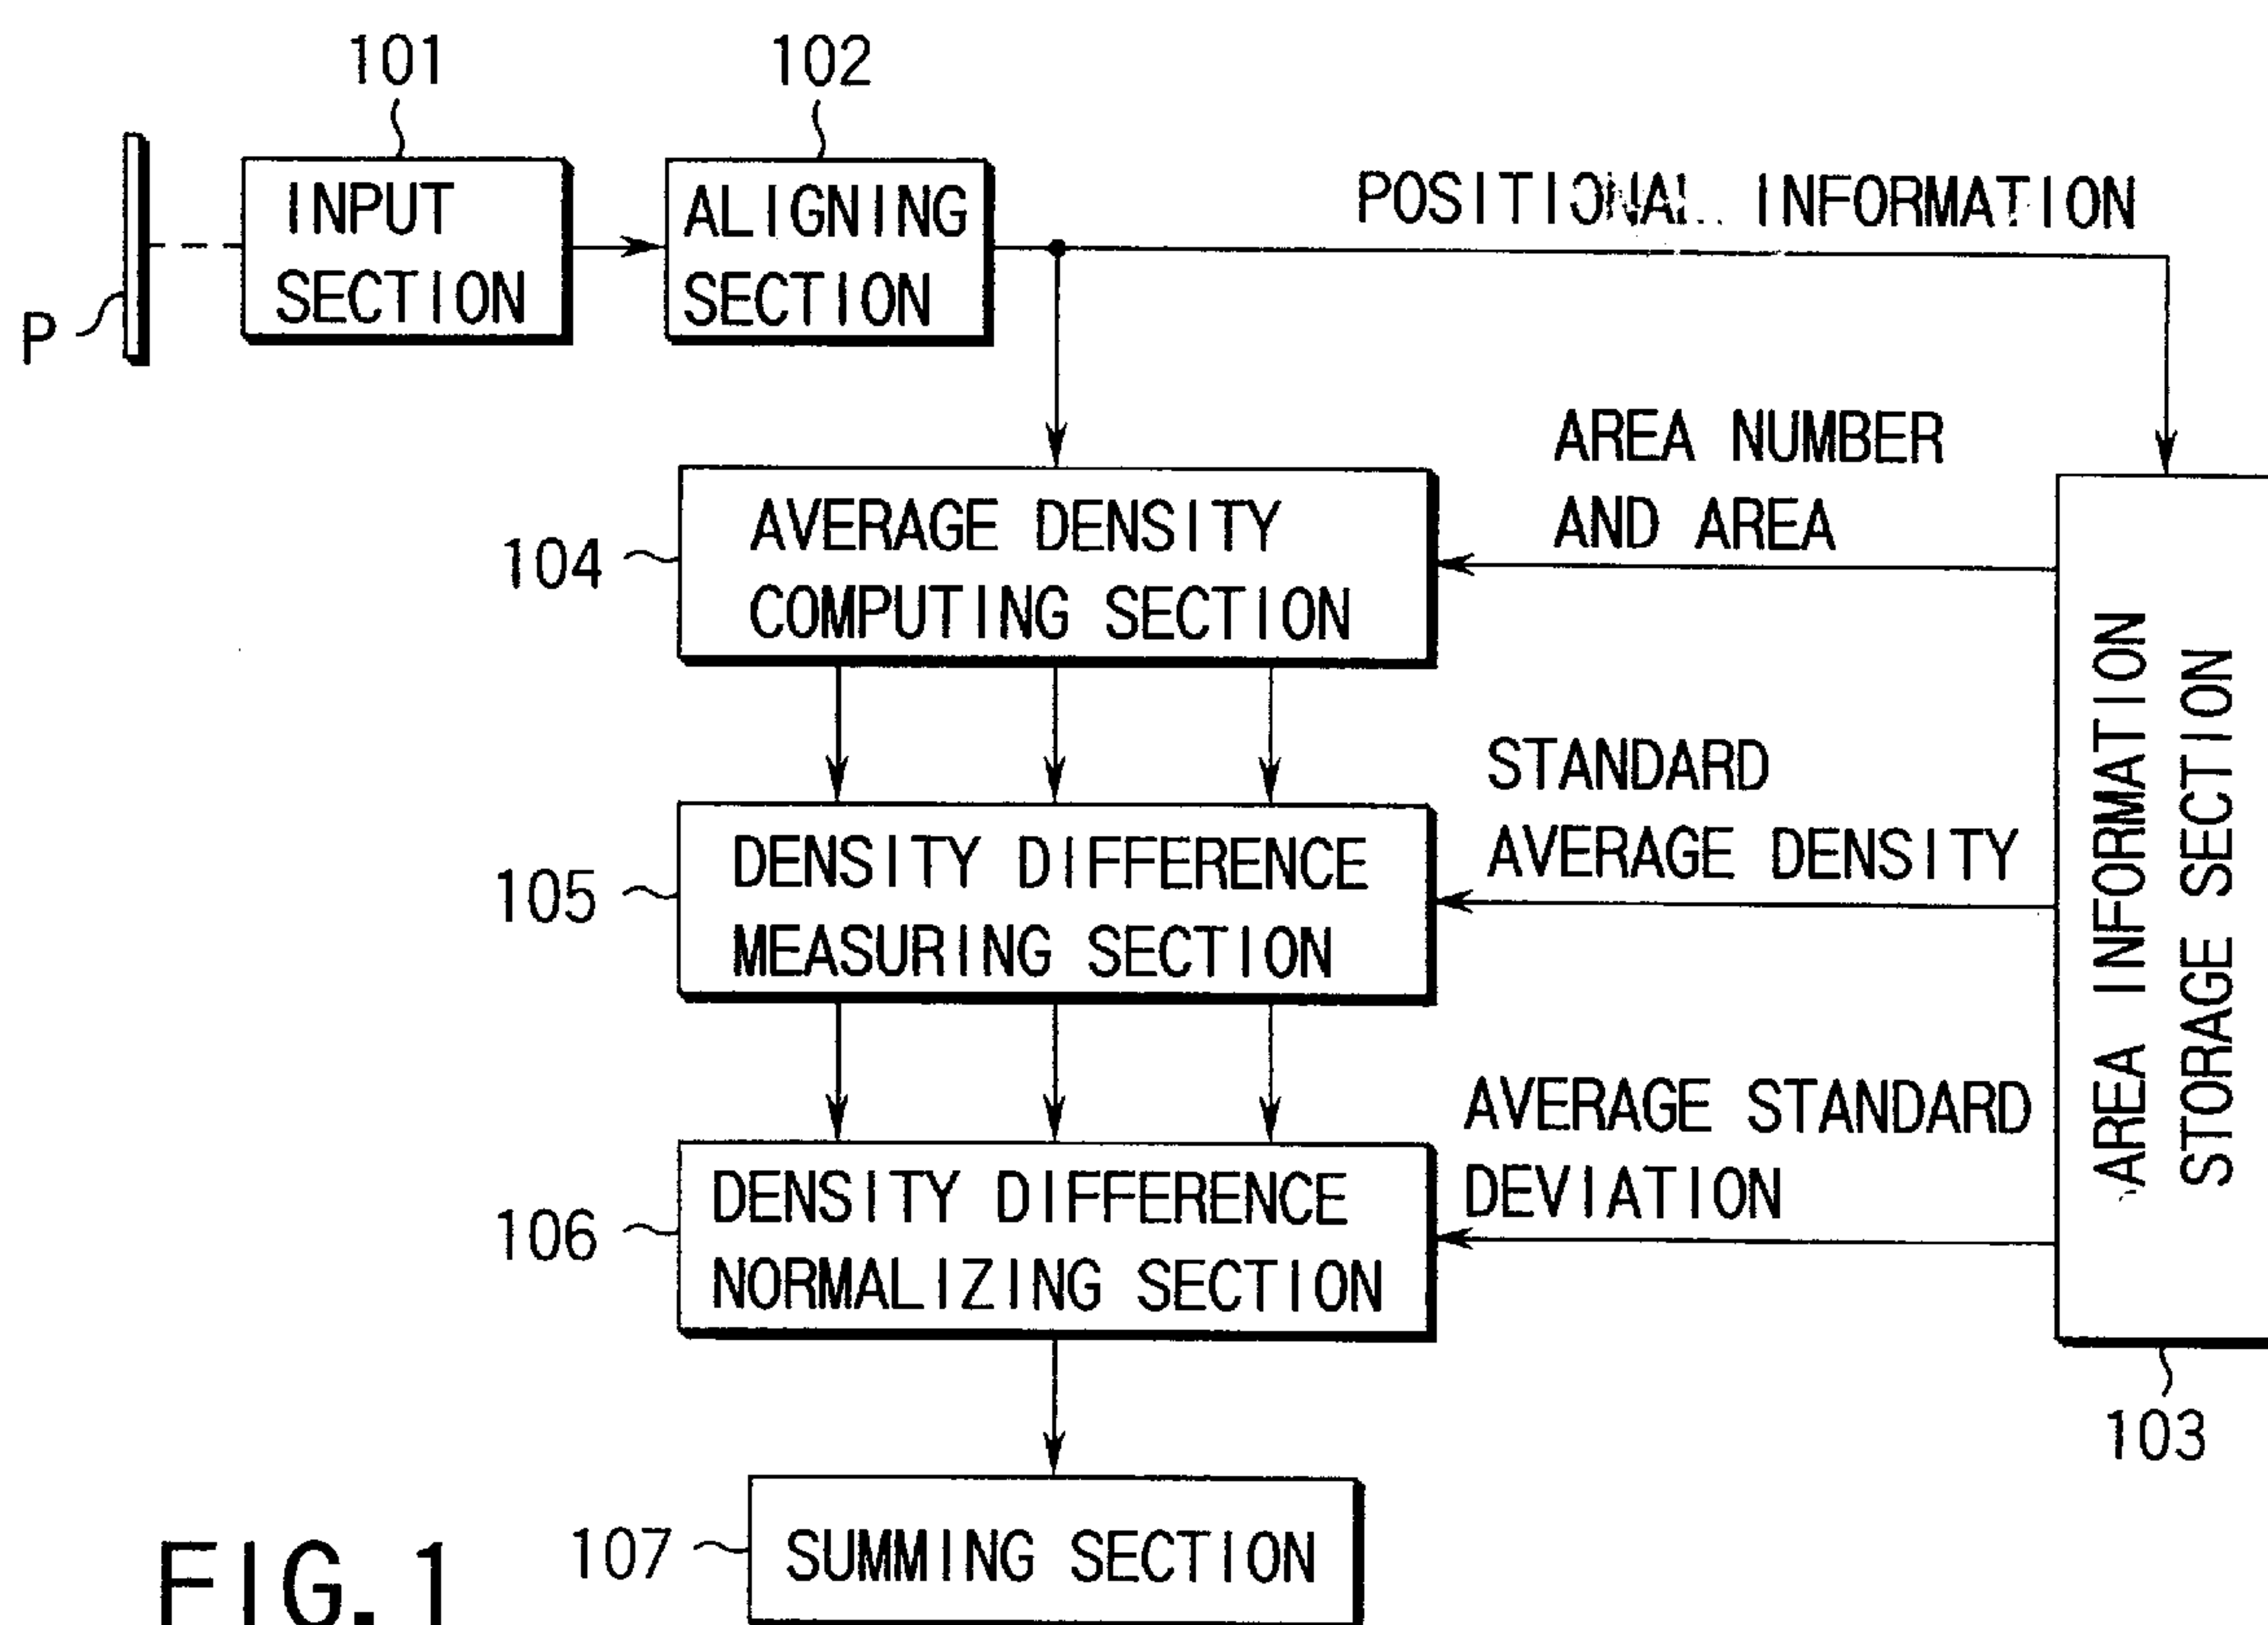 101
102
INPUT
SECTION
ALIGNING
SECTION
POSITIONAL INFORMATION
P
AREA NUMBER
AND AREA
104
AVERAGE DENSITY
COMPUTING SECTION
STANDARD
AVERAGE DENSITY
105
DENSITY DIFFERENCE
MEASURING SECTION
AREA INFORMATION
STORAGE SECTION
AVERAGE STANDARD
DEVIATION
106
DENSITY DIFFERENCE
NORMALIZING SECTION
103
107
SUMMING SECTION
FIG. 1